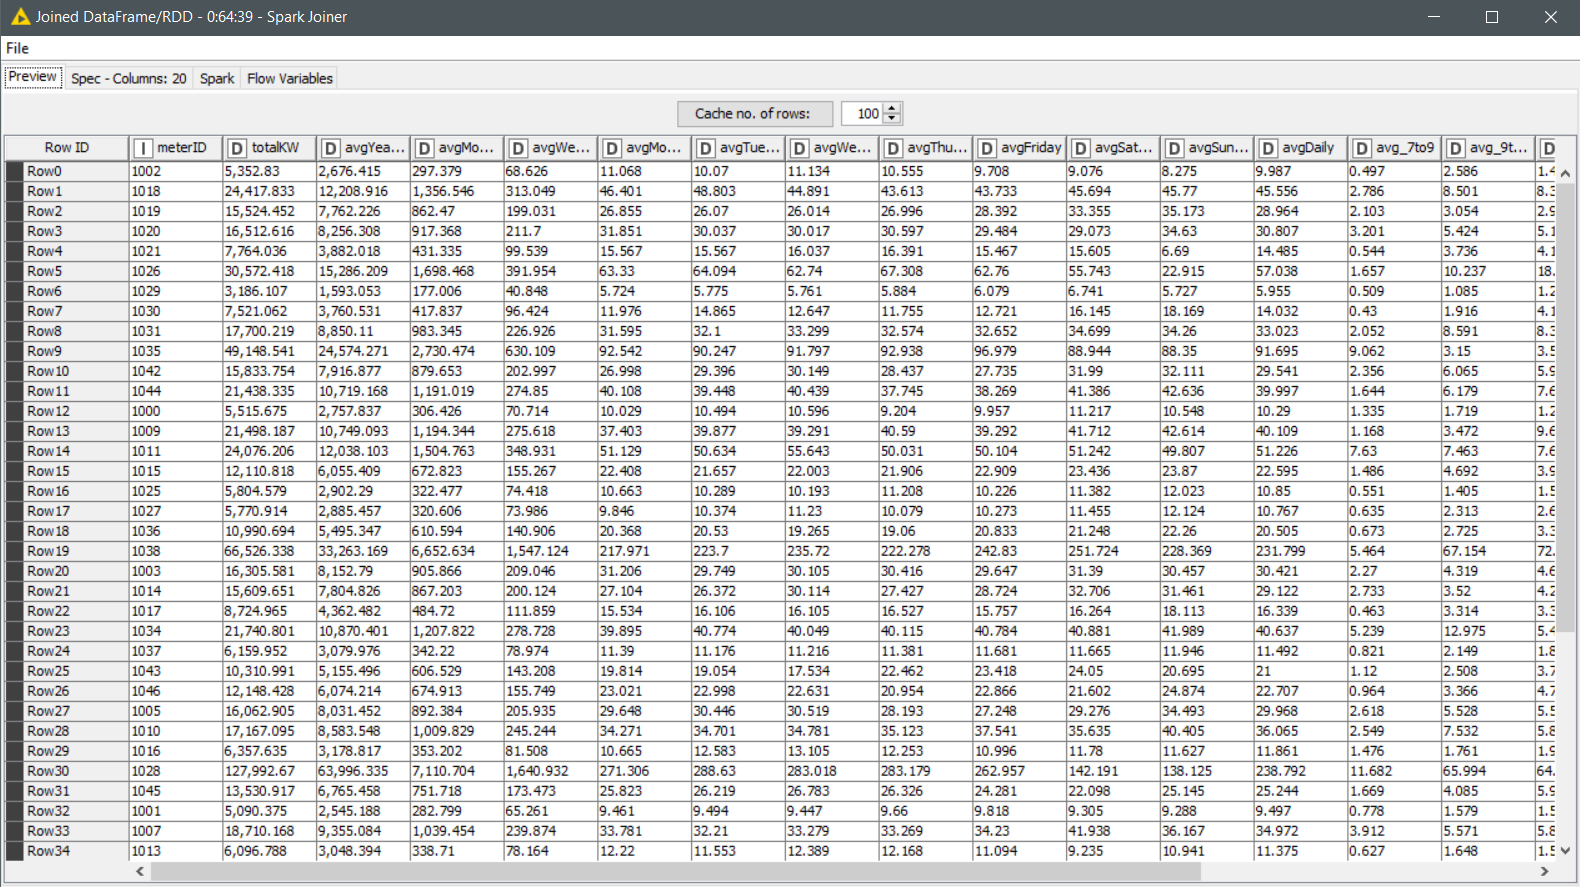 Joined DataFrame/RDD - 0:64:39 - Spark Joiner
File
Preview Spec - Columns: 20 Spark Flow Variables
Cache no. of rows: 100
Row ID I meterID D totalKW D avgYea... D avgMo... D avgWe... D avgMo... D avgTue... D avgWe... D avgThu... D avgFriday D avgSat... D avgSun... D avgDaily D avg_7to9 D avg_9t... D
Row0 1002 5,352.83 2,676.415 297.379 68.626 11.068 10.07 11.134 10.555 9.708 9.076 8.275 9.987 0.497 2.586 1.4
Row1 1018 24,417.833 12,208.916 1,356.546 313.049 46.401 48.803 44.891 43.613 43.733 45.694 45.77 45.556 2.786 8.501 8.3
Row2 1019 15,524.452 7,762.226 862.47 199.031 26.855 26.07 26.014 26.996 28.392 33.355 35.173 28.964 2.103 3.054 2.9
Row3 1020 16,512.616 8,256.308 917.368 211.7 31.851 30.037 30.017 30.597 29.484 29.073 34.63 30.807 3.201 5.424 5.1
Row4 1021 7,764.036 3,882.018 431.335 99.539 15.567 15.567 16.037 16.391 15.467 15.605 6.69 14.485 0.544 3.736 4.1
Row5 1026 30,572.418 15,286.209 1,698.468 391.954 63.33 64.094 62.74 67.308 62.76 55.743 22.915 57.038 1.657 10.237 18.
Row6 1029 3,186.107 1,593.053 177.006 40.848 5.724 5.775 5.761 5.884 6.079 6.741 5.727 5.955 0.509 1.085 1.2
Row7 1030 7,521.062 3,760.531 417.837 96.424 11.976 14.865 12.647 11.755 12.721 16.145 18.169 14.032 0.43 1.916 4.1
Row8 1031 17,700.219 8,850.11 983.345 226.926 31.595 32.1 33.299 32.574 32.652 34.699 34.26 33.023 2.052 8.591 8.3
Row9 1035 49,148.541 24,574.271 2,730.474 630.109 92.542 90.247 91.797 92.938 96.979 88.944 88.35 91.695 9.062 3.15 3.5
Row10 1042 15,833.754 7,916.877 879.653 202.997 26.998 29.396 30.149 28.437 27.735 31.99 32.111 29.541 2.356 6.065 5.9
Row11 1044 21,438.335 10,719.168 1,191.019 274.85 40.108 39.448 40.439 37.745 38.269 41.386 42.636 39.997 1.644 6.179 7.6
Row12 1000 5,515.675 2,757.837 306.426 70.714 10.029 10.494 10.596 9.204 9.957 11.217 10.548 10.29 1.335 1.719 1.2
Row13 1009 21,498.187 10,749.093 1,194.344 275.618 37.403 39.877 39.291 40.59 39.292 41.712 42.614 40.109 1.168 3.472 9.6
Row14 1011 24,076.206 12,038.103 1,504.763 348.931 51.129 50.634 55.643 50.031 50.104 51.242 49.807 51.226 7.63 7.463 7.6
Row15 1015 12,110.818 6,055.409 672.823 155.267 22.408 21.657 22.003 21.906 22.909 23.436 23.87 22.595 1.486 4.692 3.9
Row16 1025 5,804.579 2,902.29 322.477 74.418 10.663 10.289 10.193 11.208 10.226 11.382 12.023 10.85 0.551 1.405 1.5
Row17 1027 5,770.914 2,885.457 320.606 73.986 9.846 10.374 11.23 10.079 10.273 11.455 12.124 10.767 0.635 2.313 2.6
Row18 1036 10,990.694 5,495.347 610.594 140.906 20.368 20.53 19.265 19.06 20.833 21.248 22.26 20.505 0.673 2.725 3.3
Row19 1038 66,526.338 33,263.169 6,652.634 1,547.124 217.971 223.7 235.72 222.278 242.83 251.724 228.369 231.799 5.464 67.154 72.
Row20 1003 16,305.581 8,152.79 905.866 209.046 31.206 29.749 30.105 30.416 29.647 31.39 30.457 30.421 2.27 4.319 4.6
Row21 1014 15,609.651 7,804.826 867.203 200.124 27.104 26.372 30.114 27.427 28.724 32.706 31.461 29.122 2.733 3.52 4.2
Row22 1017 8,724.965 4,362.482 484.72 111.859 15.534 16.106 16.105 16.527 15.757 16.264 18.113 16.339 0.463 3.314 3.3
Row23 1034 21,740.801 10,870.401 1,207.822 278.728 39.895 40.774 40.049 40.115 40.784 40.881 41.989 40.637 5.239 12.975 5.4
Row24 1037 6,159.952 3,079.976 342.22 78.974 11.39 11.176 11.216 11.381 11.681 11.665 11.946 11.492 0.821 2.149 1.8
Row25 1043 10,310.991 5,155.496 606.529 143.208 19.814 19.054 17.534 22.462 23.418 24.05 20.695 21 1.12 2.508 3.7
Row26 1046 12,148.428 6,074.214 674.913 155.749 23.021 22.998 22.631 20.954 22.866 21.602 24.874 22.707 0.964 3.366 4.7
Row27 1005 16,062.905 8,031.452 892.384 205.935 29.648 30.446 30.519 28.193 27.248 29.276 34.493 29.968 2.618 5.528 5.5
Row28 1010 17,167.095 8,583.548 1,009.829 245.244 34.271 34.701 34.781 35.123 37.541 35.635 40.405 36.065 2.549 7.532 5.8
Row29 1016 6,357.635 3,178.817 353.202 81.508 10.665 12.583 13.105 12.253 10.996 11.78 11.627 11.861 1.476 1.761 1.9
Row30 1028 127,992.67 63,996.335 7,110.704 1,640.932 271.306 288.63 283.018 283.179 262.957 142.191 138.125 238.792 11.682 65.994 64.
Row31 1045 13,530.917 6,765.458 751.718 173.473 25.823 26.219 26.783 26.326 24.281 22.098 25.145 25.244 1.669 4.085 5.9
Row32 1001 5,090.375 2,545.188 282.799 65.261 9.461 9.494 9.447 9.66 9.818 9.305 9.288 9.497 0.778 1.579 1.5
Row33 1007 18,710.168 9,355.084 1,039.454 239.874 33.781 32.21 33.279 33.269 34.23 41.938 36.167 34.972 3.912 5.571 5.8
Row34 1013 6,096.788 3,048.394 338.71 78.164 12.22 11.553 12.389 12.168 11.094 9.235 10.941 11.375 0.627 1.648 1.5